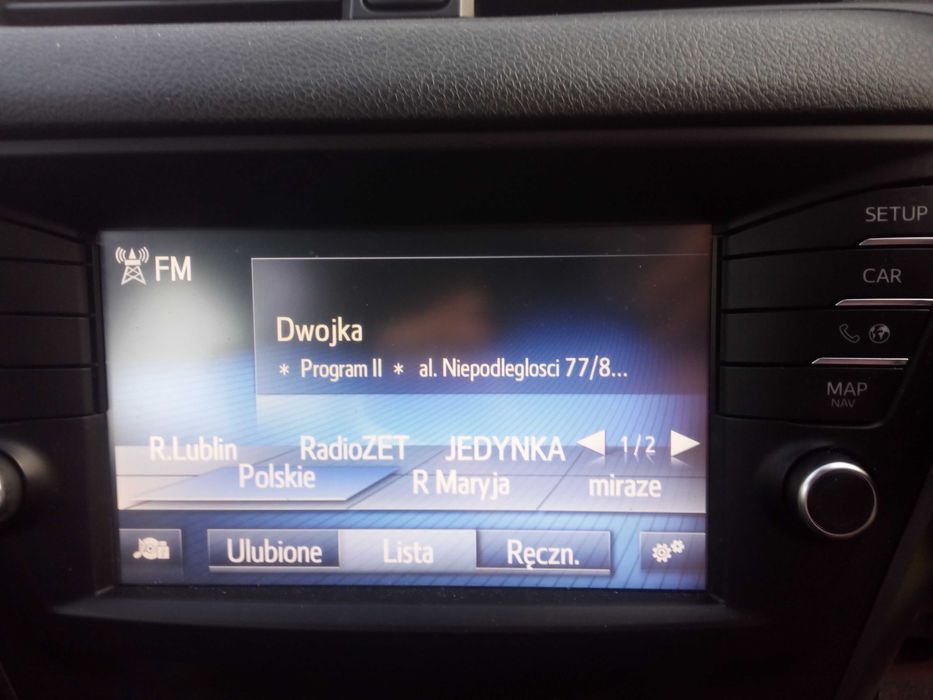 FM
Dwojka
* Program II * al. Niepodleglosci 77/8...
R.Lublin RadioZET JEDYNKA 1/2
Polskie R Maryja miraze
Ulubione Lista Ręczn.
SETUP
CAR
MAP
NAV